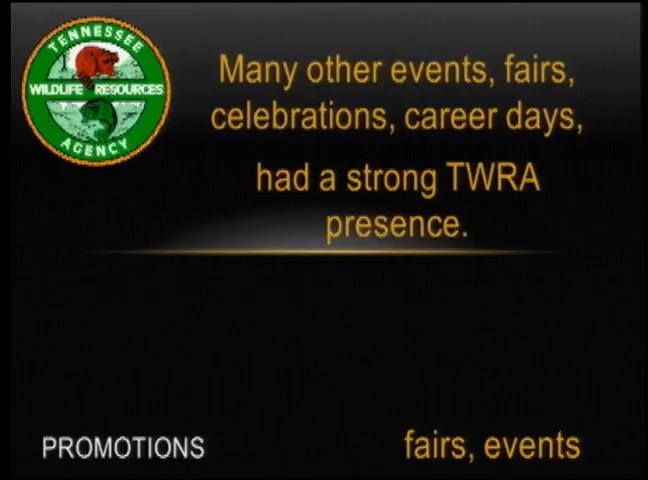 TENNESSEE
WILDLIFE RESOURCES
AGENCY
Many other events, fairs,
celebrations, career days,
had a strong TWRA
presence.
PROMOTIONS
fairs, events